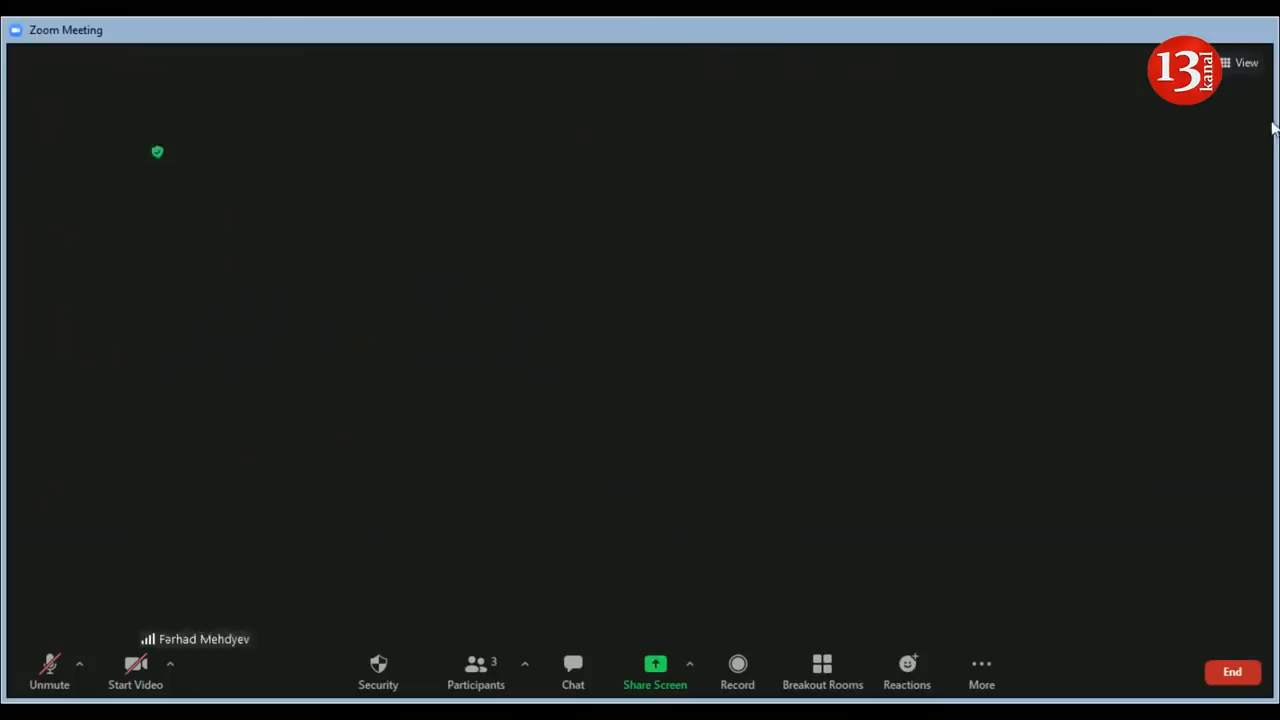 Zoom Meeting
13 kanal
View
Fərhad Mehdyev
3
Unmute
Start Video
Security
Participants
Chat
Share Screen
Record
Breakout Rooms
Reactions
More
End